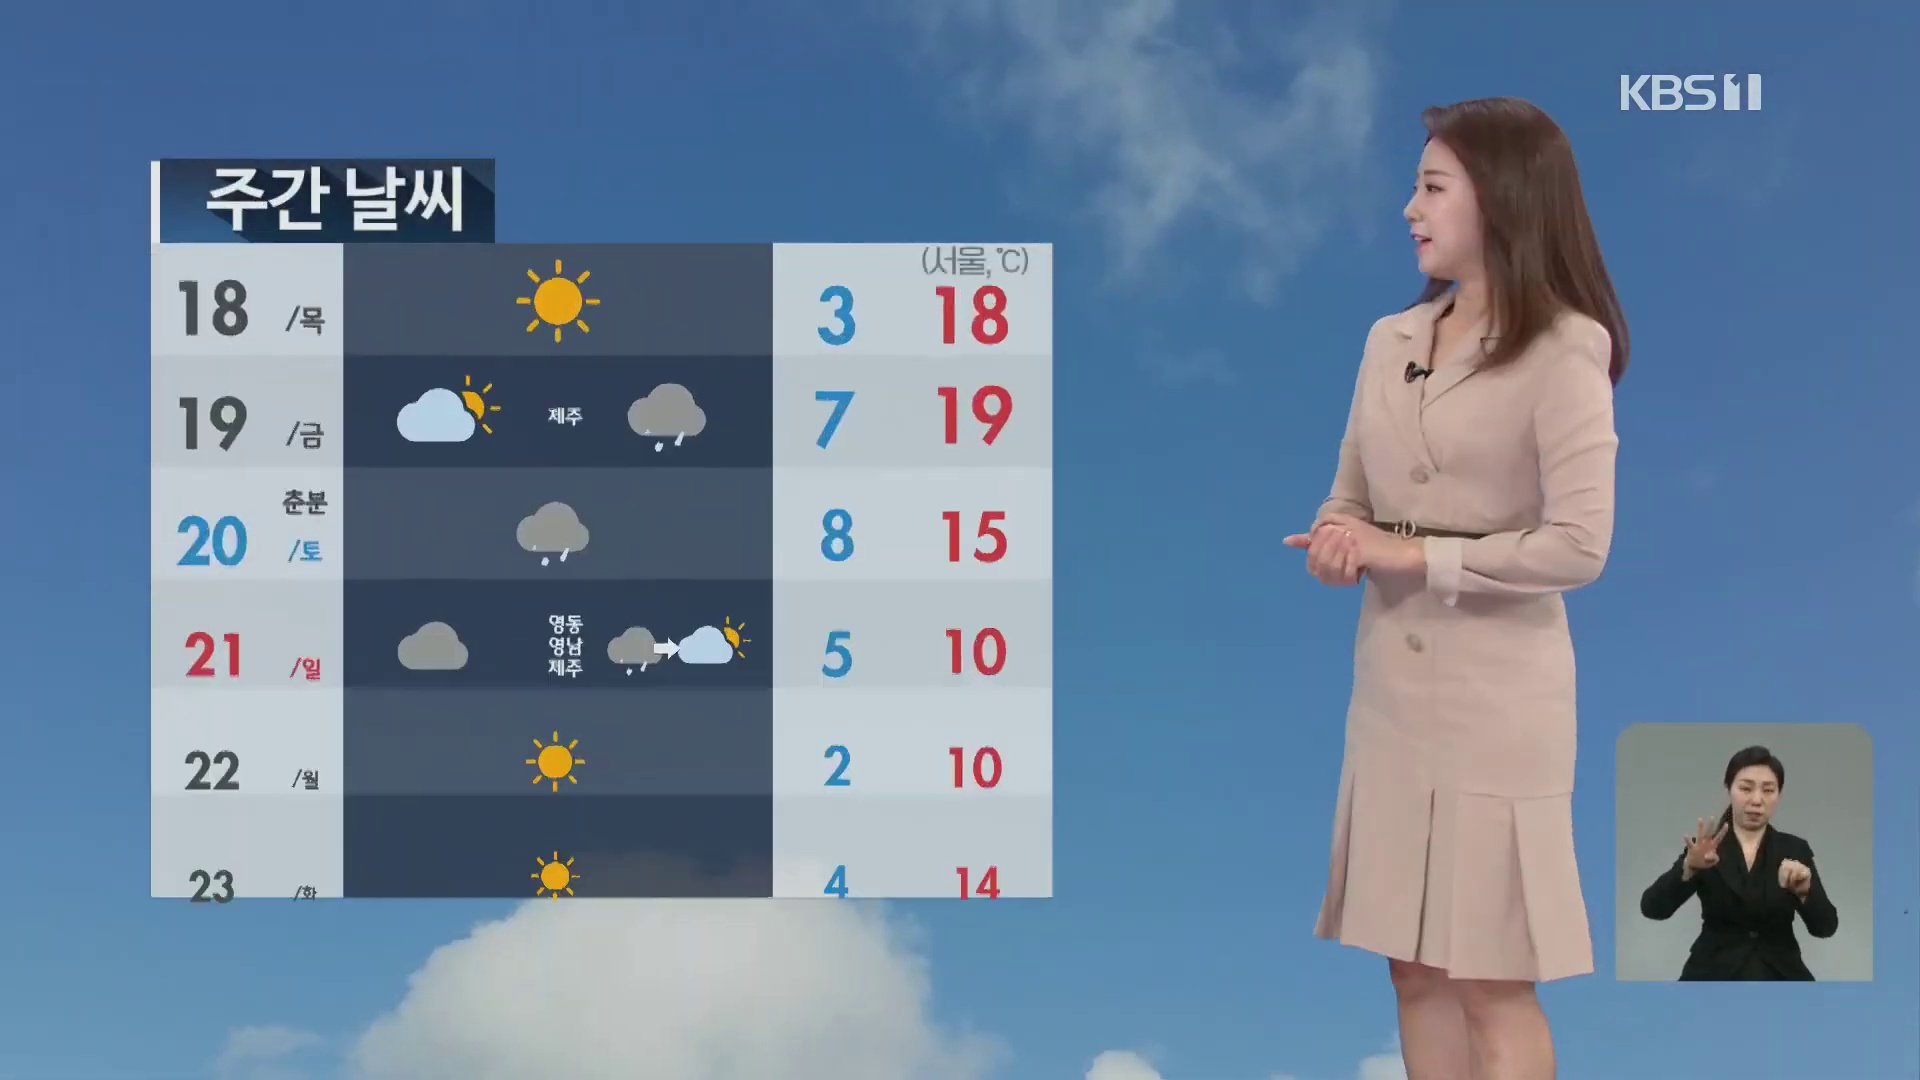 KBS 1
주간 날씨
(서울, ℃)
18 /목 3 18
19 /금 제주 7 19
춘분
20 /토 8 15
21 /일 영동 영남 제주 5 10
22 /월 2 10
23 /화 4 14